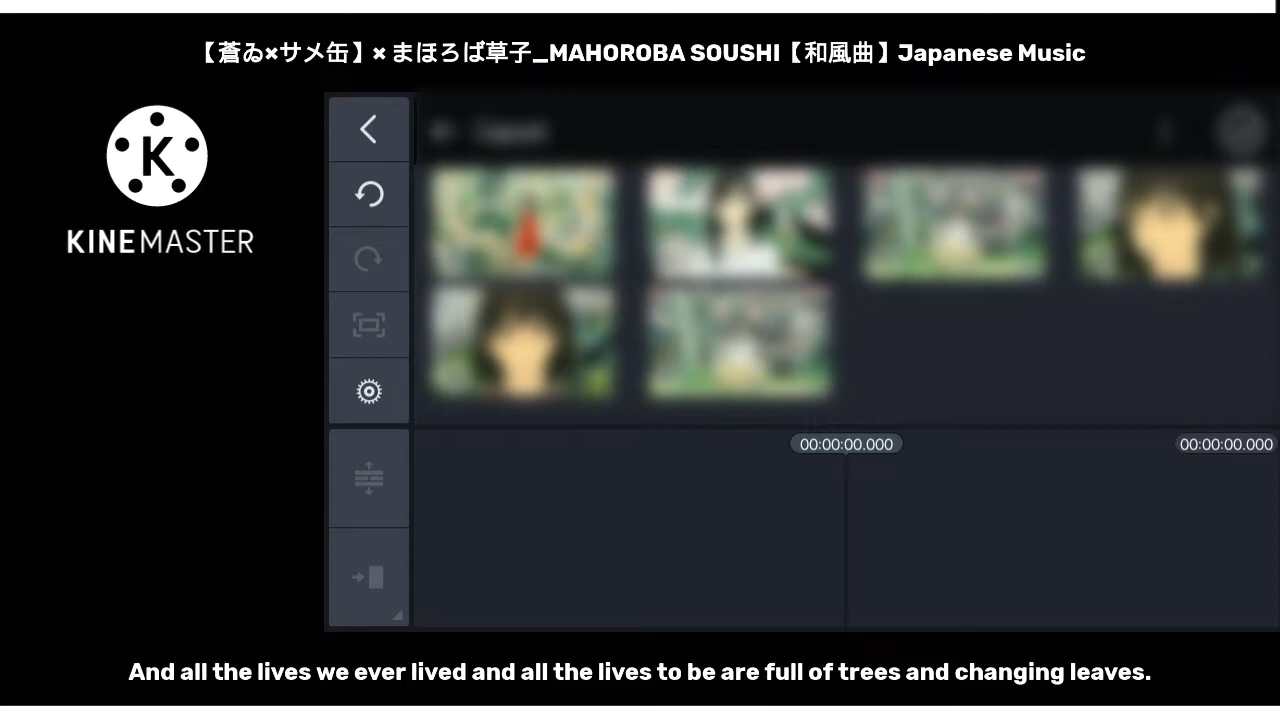 【蒼ゐ×サメ缶】× まほろば草子_MAHOROBA SOUSHI【和風曲】Japanese Music
K
KINEMASTER
00:00:00.000
00:00:00.000
And all the lives we ever lived and all the lives to be are full of trees and changing leaves.